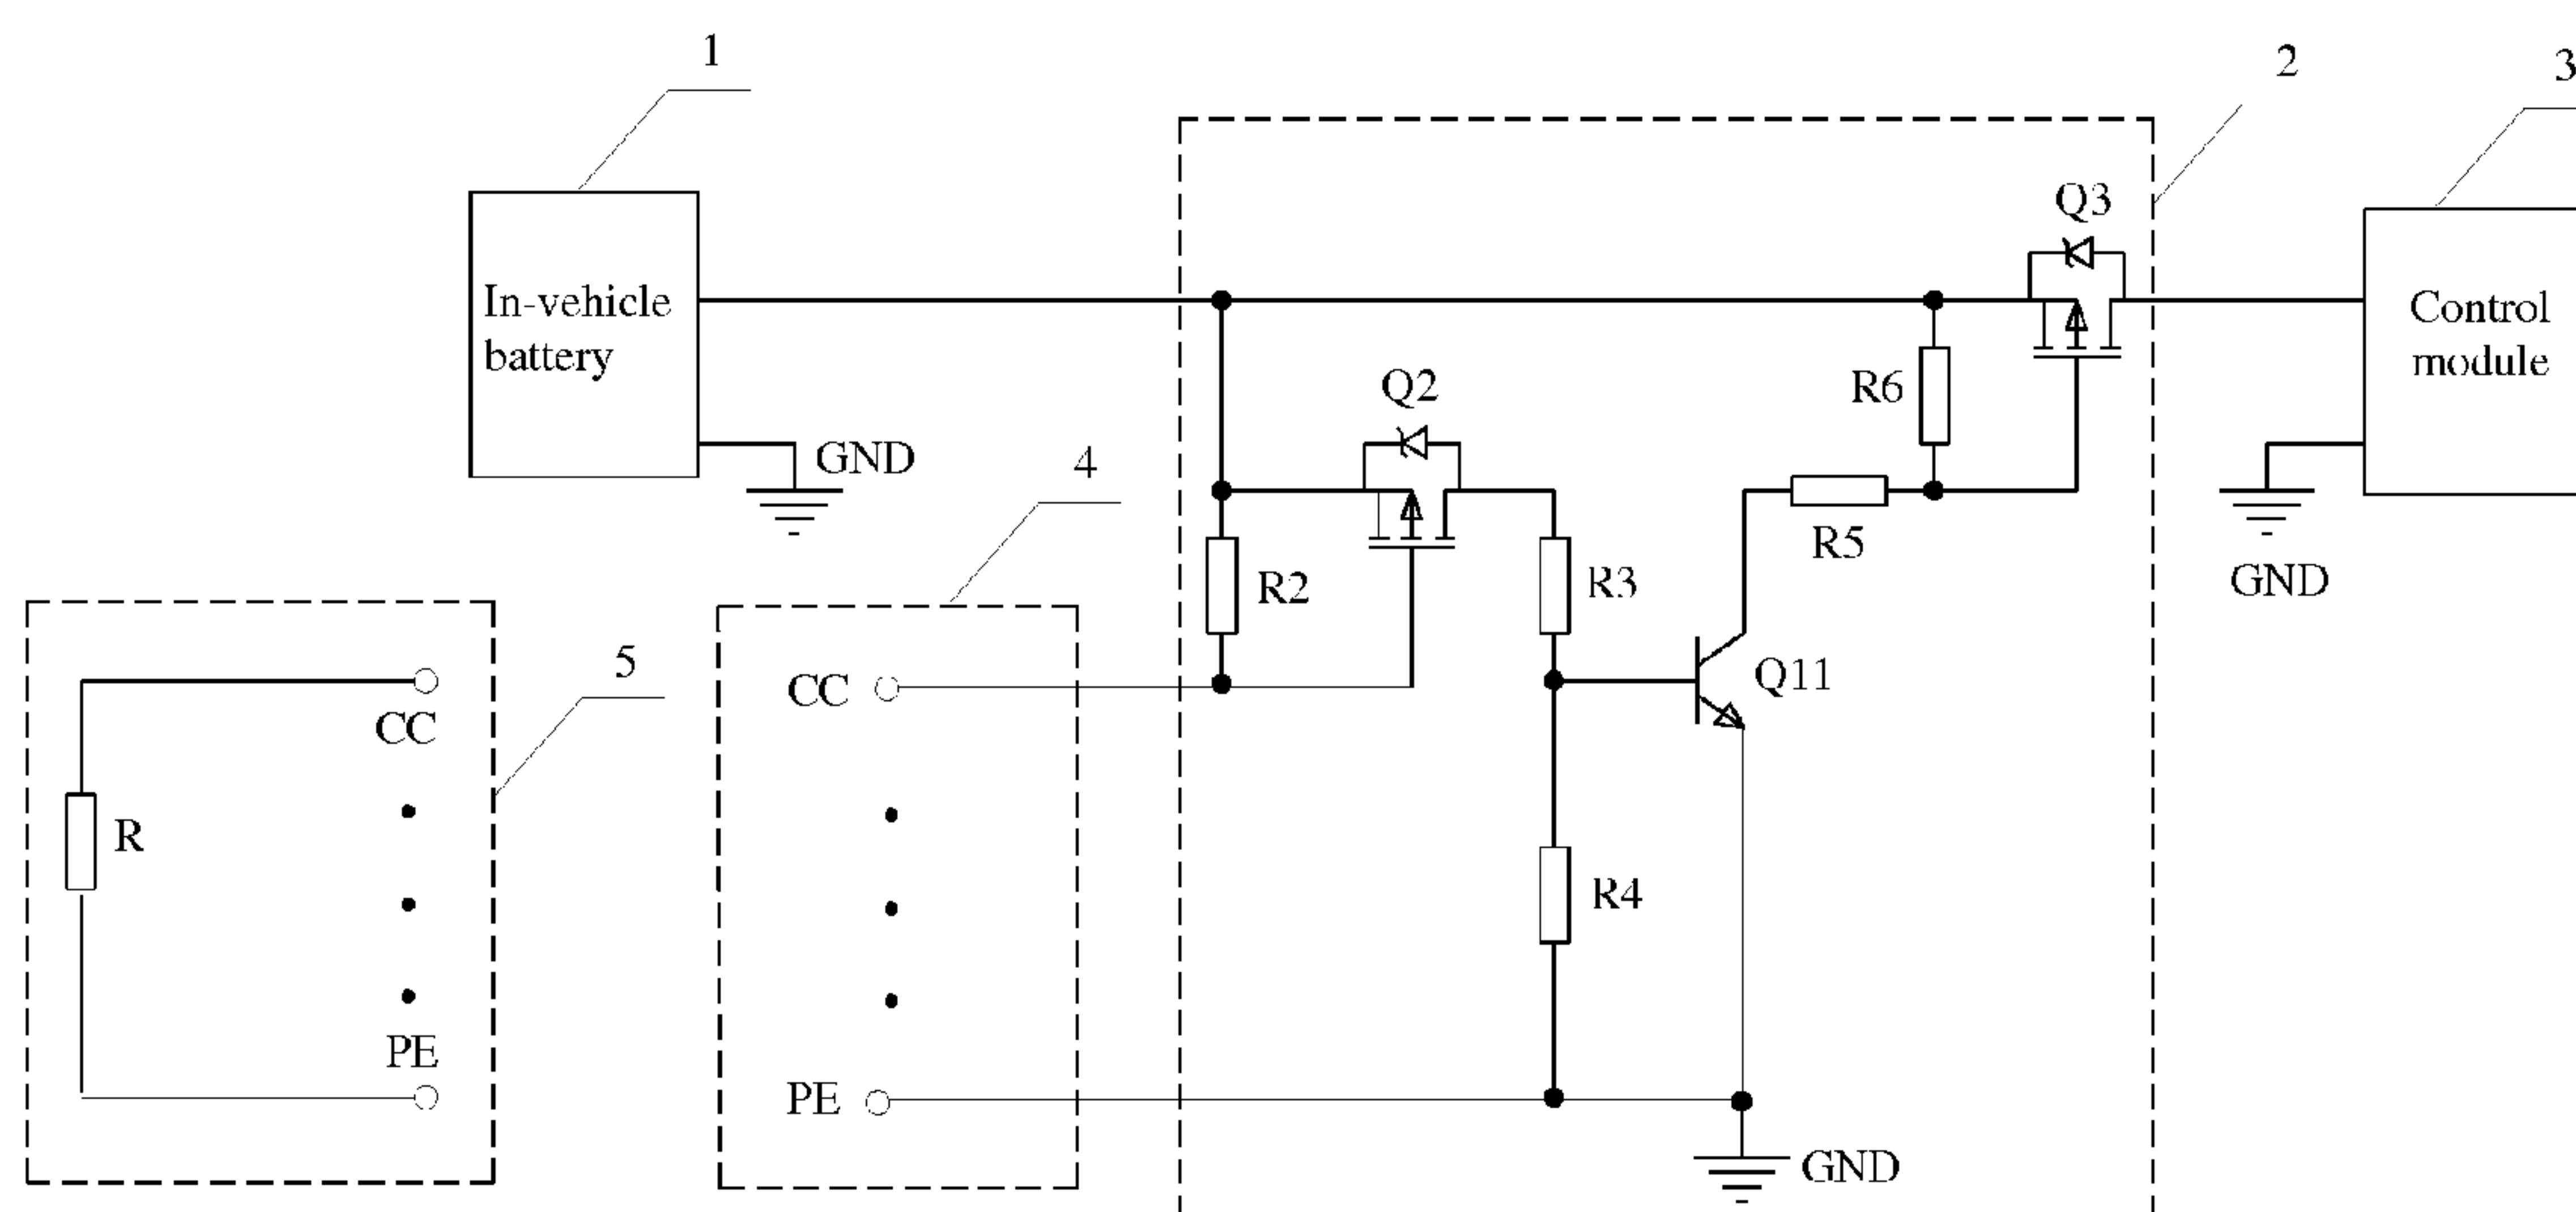 1
2
3
Q3
In-vehicle
battery
Control
module
Q2
R6
GND
4
R5
R2
R3
GND
5
CC
Q11
CC
R
R4
PE
PE
GND